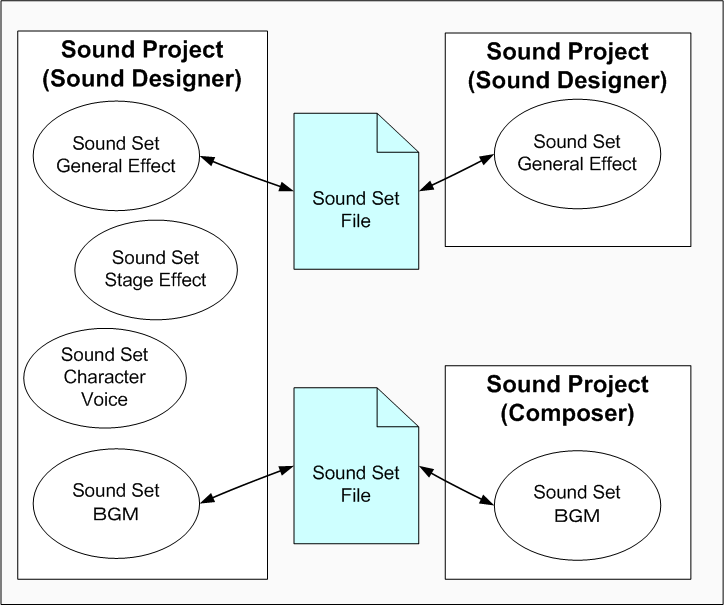 Sound Project
(Sound Designer)
Sound Set
General Effect
Sound Set
Stage Effect
Sound Set
Character
Voice
Sound Set
BGM
Sound Set
File
Sound Set
File
Sound Project
(Sound Designer)
Sound Set
General Effect
Sound Project
(Composer)
Sound Set
BGM